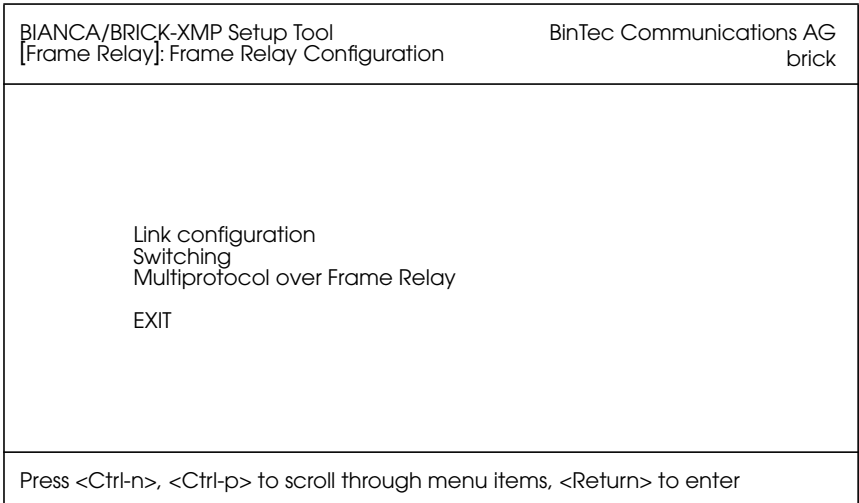 BIANCA/BRICK-XMP Setup Tool BinTec Communications AG
[Frame Relay]: Frame Relay Configuration brick
Link configuration
Switching
Multiprotocol over Frame Relay
EXIT
Press <Ctrl-n>, <Ctrl-p> to scroll through menu items, <Return> to enter